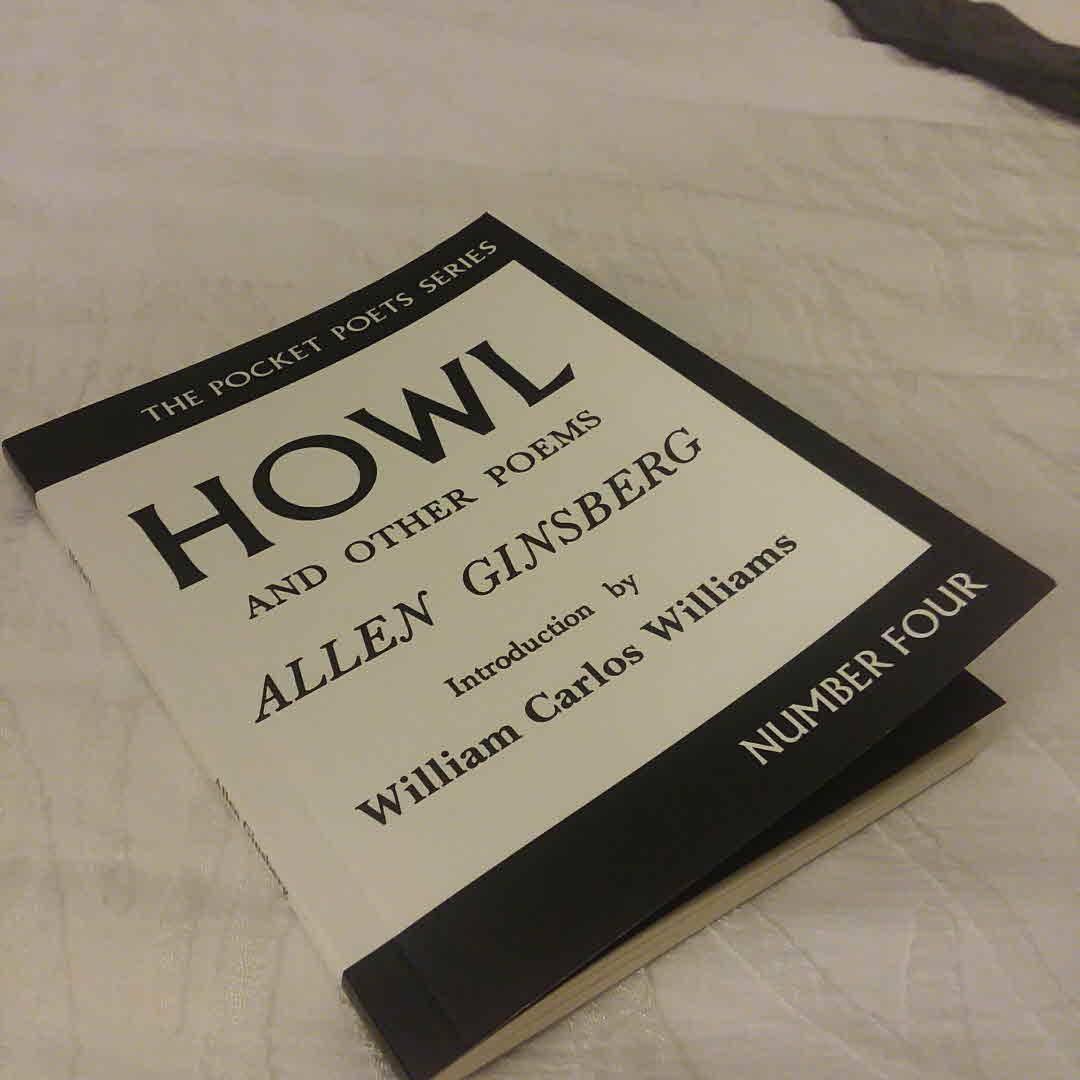 THE POCKET POETS SERIES
HOWL
AND OTHER POEMS
ALLEN GINSBERG
Introduction by
William Carlos Williams
NUMBER FOUR